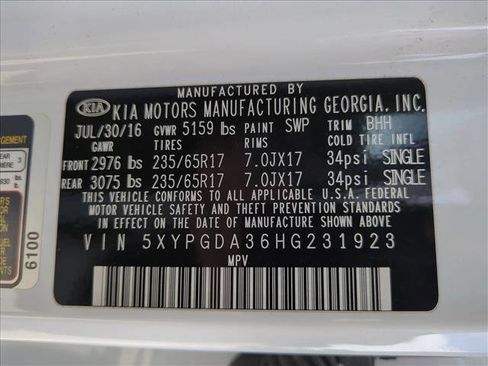 MANUFACTURED BY
KIA KIA MOTORS MANUFACTURING GEORGIA. INC.
JUL/30/16 GVWR 5159 lbs PAINT SWP TRIM BHH
GAWR TIRES RIMS COLD TIRE INFL
FRONT 2976 lbs 235/65R17 7.0JX17 34psi SINGLE
REAR 3075 lbs 235/65R17 7.0JX17 34psi SINGLE
THIS VEHICLE CONFORMS TO ALL APPLICABLE U.S.A. FEDERAL
MOTOR VEHICLE SAFETY AND THEFT PREVENTION STANDARDS
IN EFFECT ON THE DATE OF MANUFACTURE SHOWN ABOVE
VIN 5XYPGDA36HG231923
MPV
6100